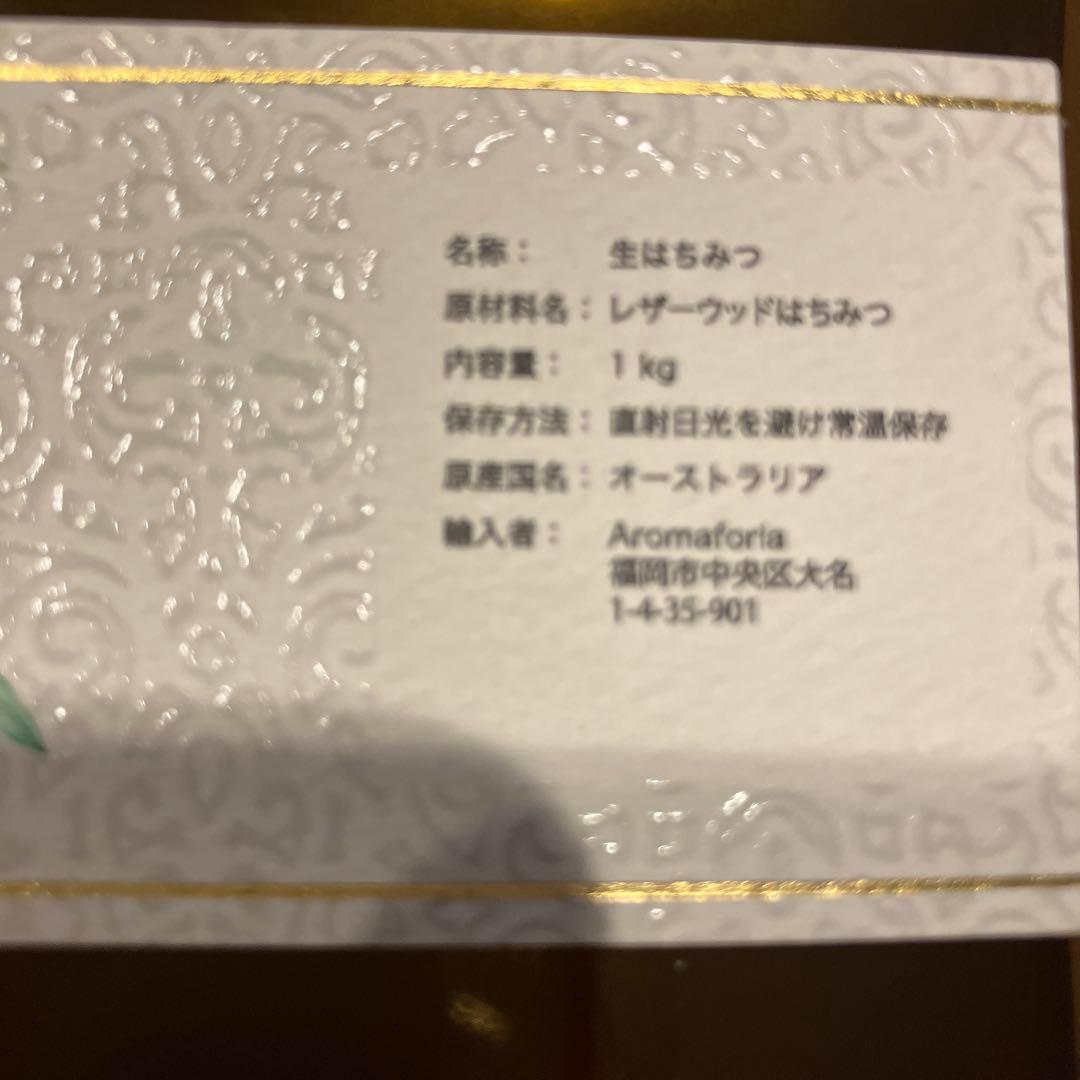 名称： 生はちみつ
原材料名： レザーウッドはちみつ
内容量： 1 kg
保存方法： 直射日光を避け常温保存
原産国名： オーストラリア
輸入者： Aromaforia
福岡市中央区大名
1-4-35-901